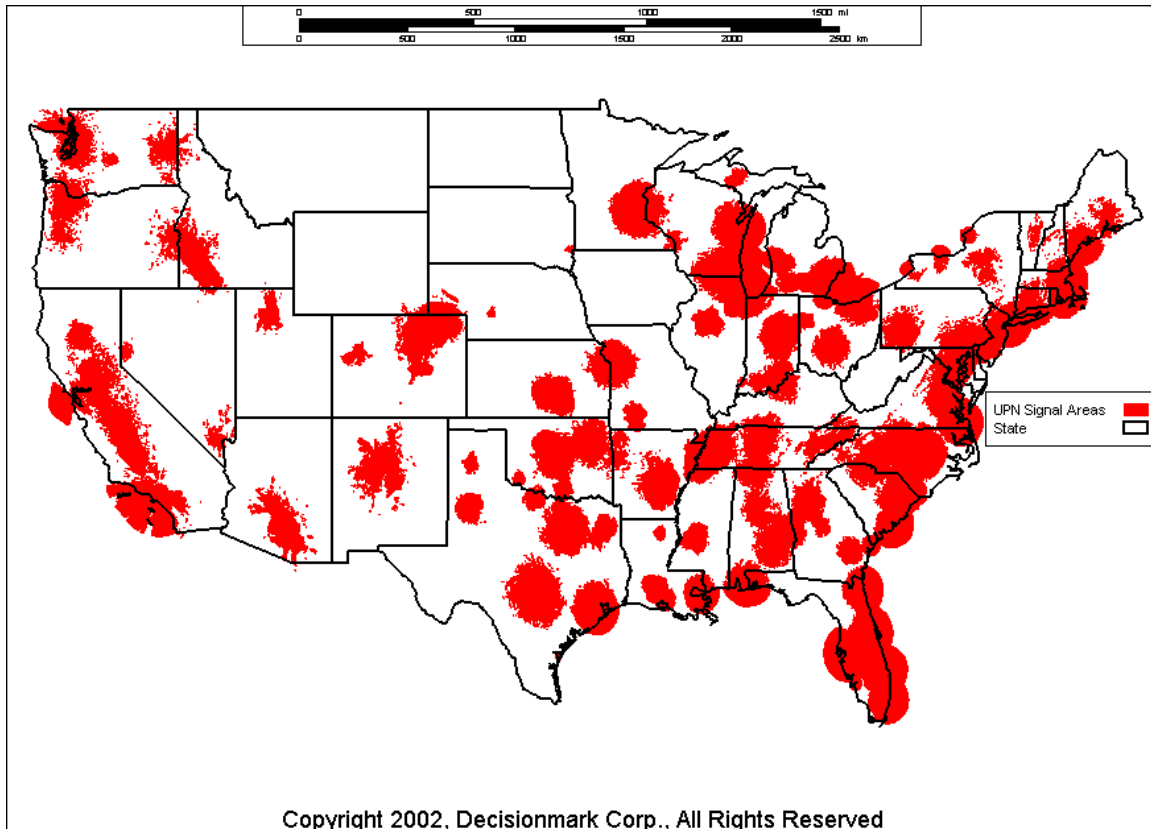 0 500 1000 1500 ml
0 500 1000 1500 2000 2500 km
UPN Signal Areas
State
Copyright 2002, Decisionmark Corp., All Rights Reserved